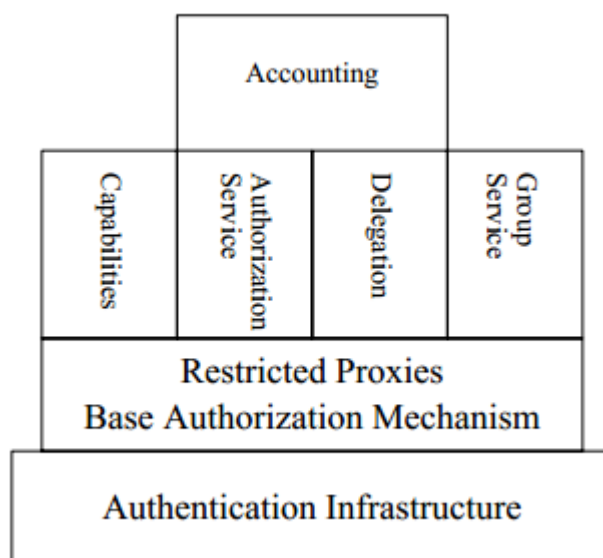 Accounting
Capabilities
Authorization
Service
Delegation
Group
Service
Restricted Proxies
Base Authorization Mechanism
Authentication Infrastructure